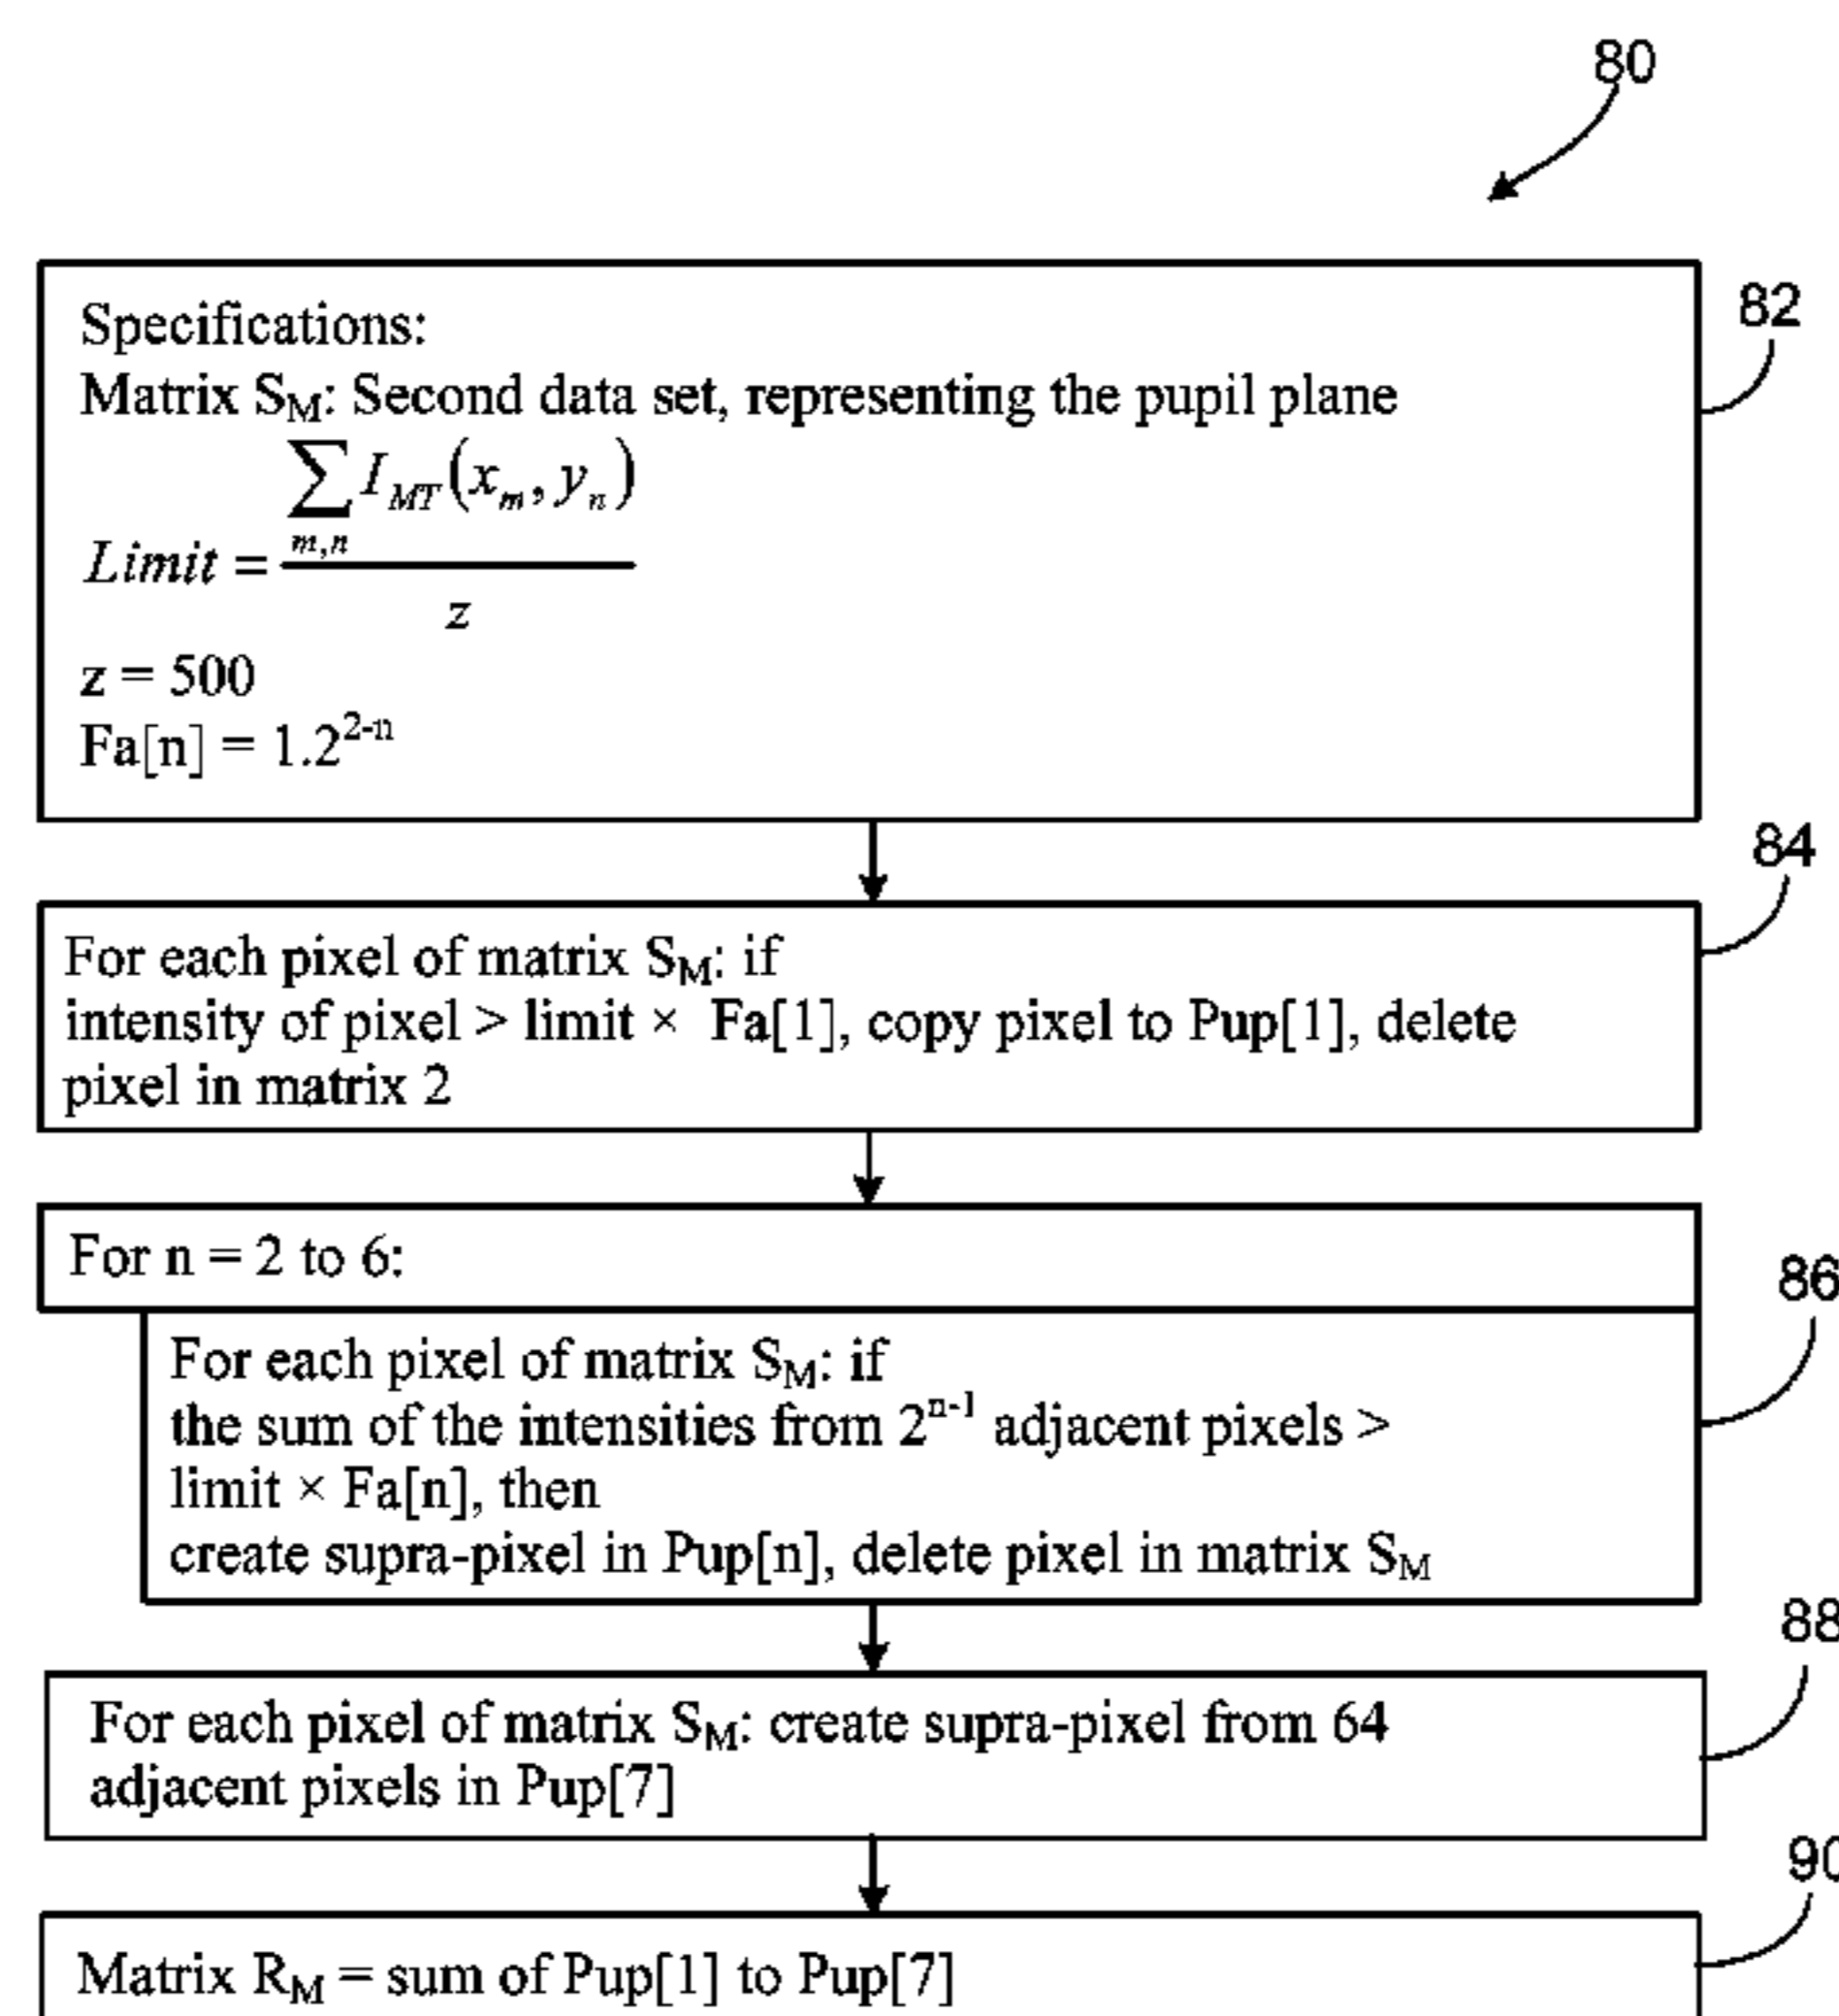 80
82
Specifications:
Matrix S_M: Second data set, representing the pupil plane
Limit = \frac{\sum_{m,n} I_{MT}(x_m, y_n)}{z}
z = 500
Fa[n] = 1.2^{2-n}
84
For each pixel of matrix S_M: if
intensity of pixel > limit × Fa[1], copy pixel to Pup[1], delete
pixel in matrix 2
For n = 2 to 6:
86
For each pixel of matrix S_M: if
the sum of the intensities from 2^{n-1} adjacent pixels >
limit × Fa[n], then
create supra-pixel in Pup[n], delete pixel in matrix S_M
88
For each pixel of matrix S_M: create supra-pixel from 64
adjacent pixels in Pup[7]
90
Matrix R_M = sum of Pup[1] to Pup[7]